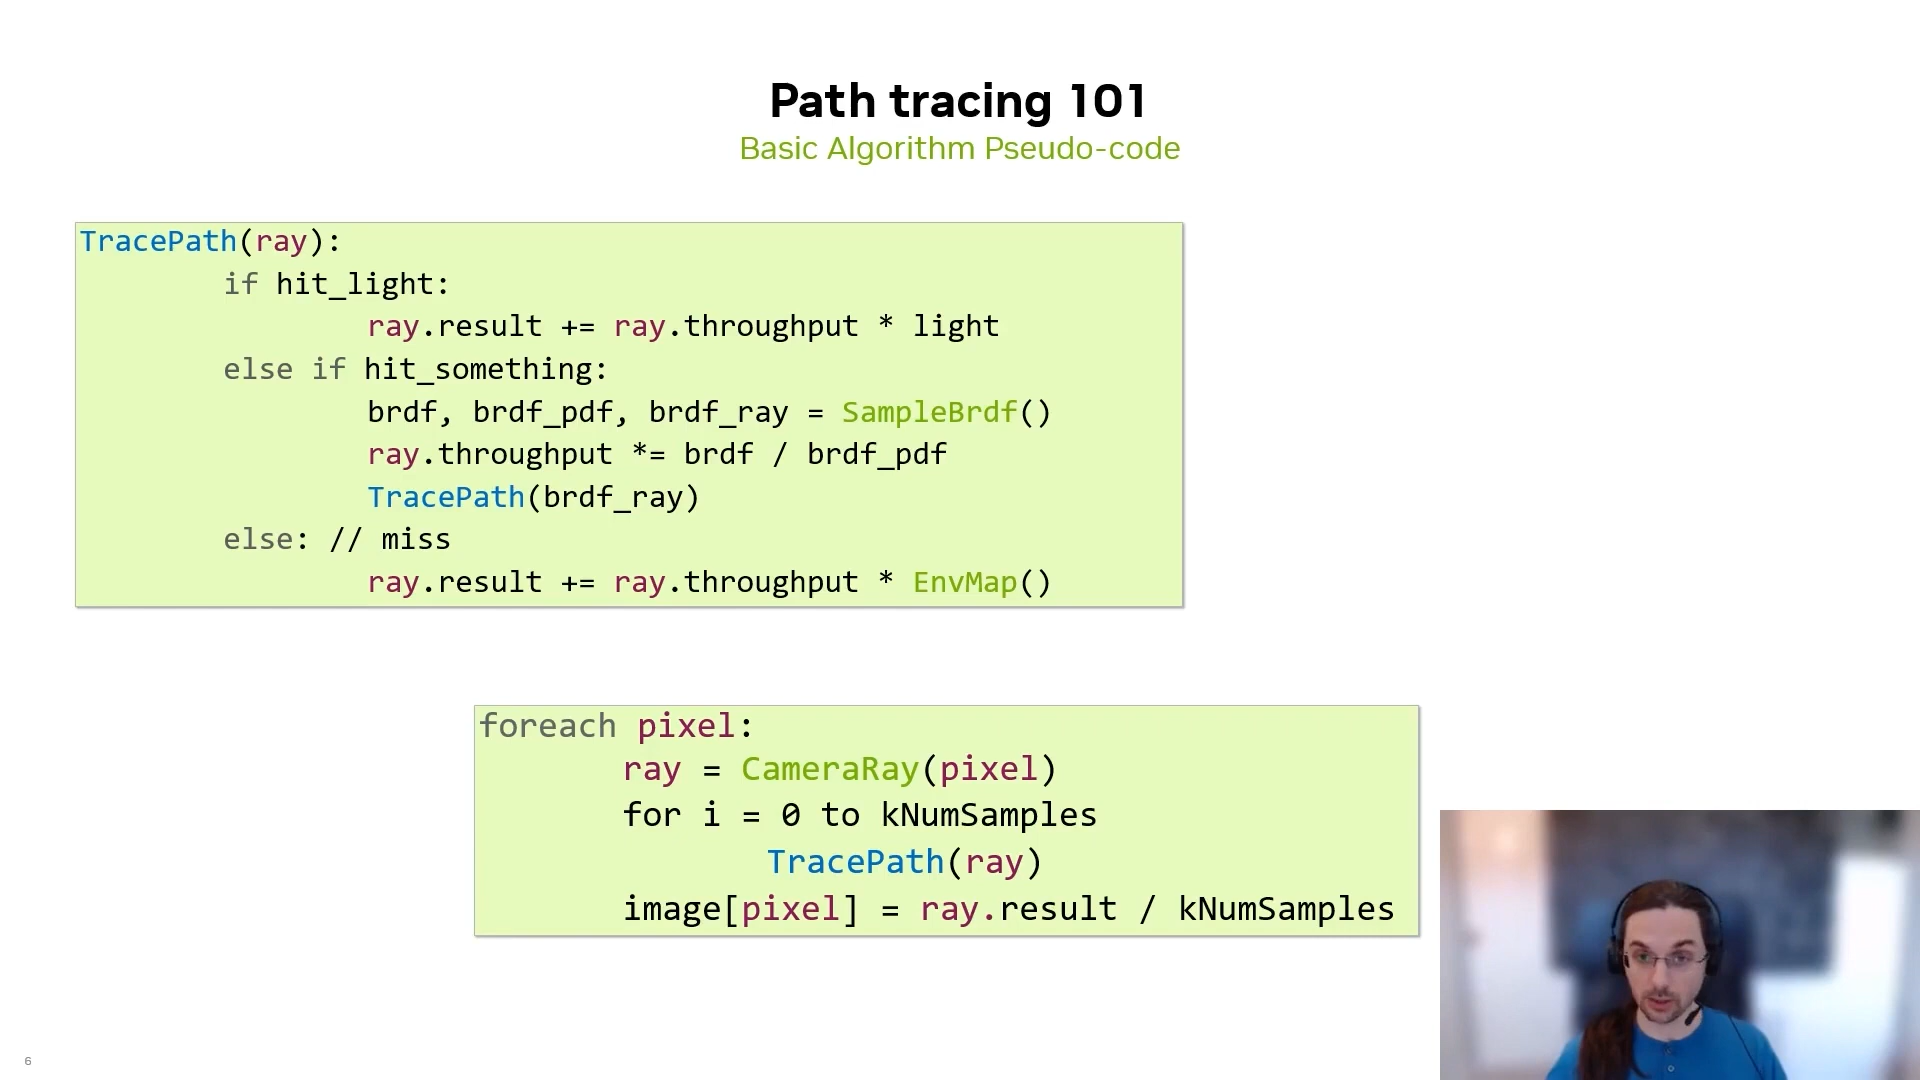 Path tracing 101
Basic Algorithm Pseudo-code
TracePath(ray):
if hit_light:
ray.result += ray.throughput * light
else if hit_something:
brdf, brdf_pdf, brdf_ray = SampleBrdf()
ray.throughput *= brdf / brdf_pdf
TracePath(brdf_ray)
else: // miss
ray.result += ray.throughput * EnvMap()
foreach pixel:
ray = CameraRay(pixel)
for i = 0 to kNumSamples
TracePath(ray)
image[pixel] = ray.result / kNumSamples
6